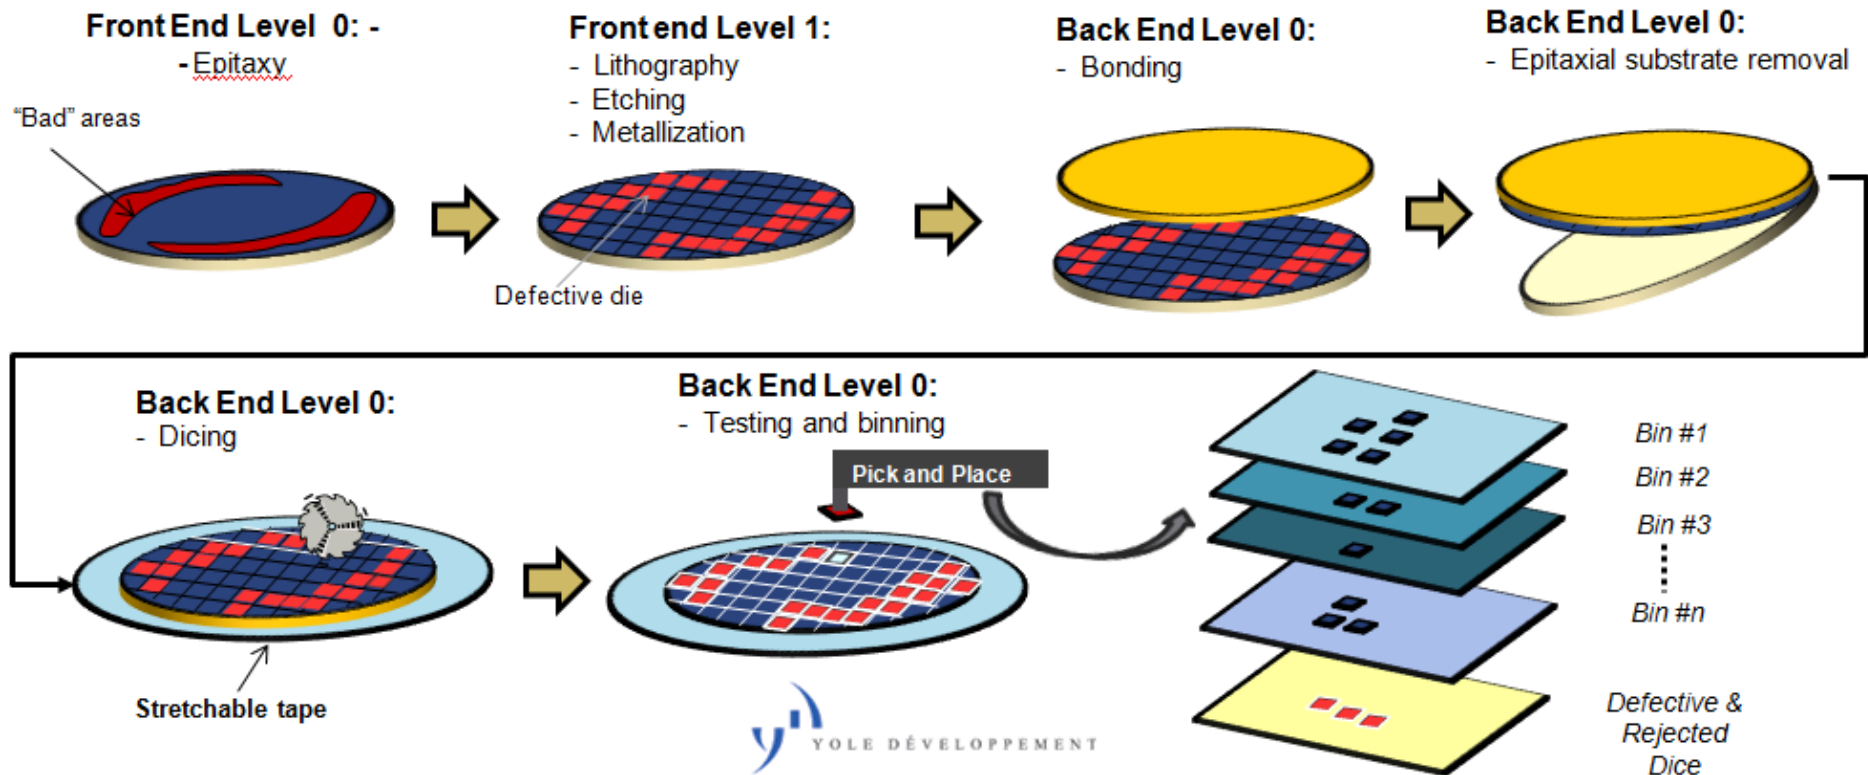 Front End Level 0: -
- Epitaxy
"Bad" areas
Front end Level 1:
- Lithography
- Etching
- Metallization
Defective die
Back End Level 0:
- Bonding
Back End Level 0:
- Epitaxial substrate removal
Back End Level 0:
- Dicing
Stretchable tape
Back End Level 0:
- Testing and binning
Pick and Place
Bin #1
Bin #2
Bin #3
Bin #n
Defective &
Rejected
Dice
YOLE DÉVELOPPEMENT